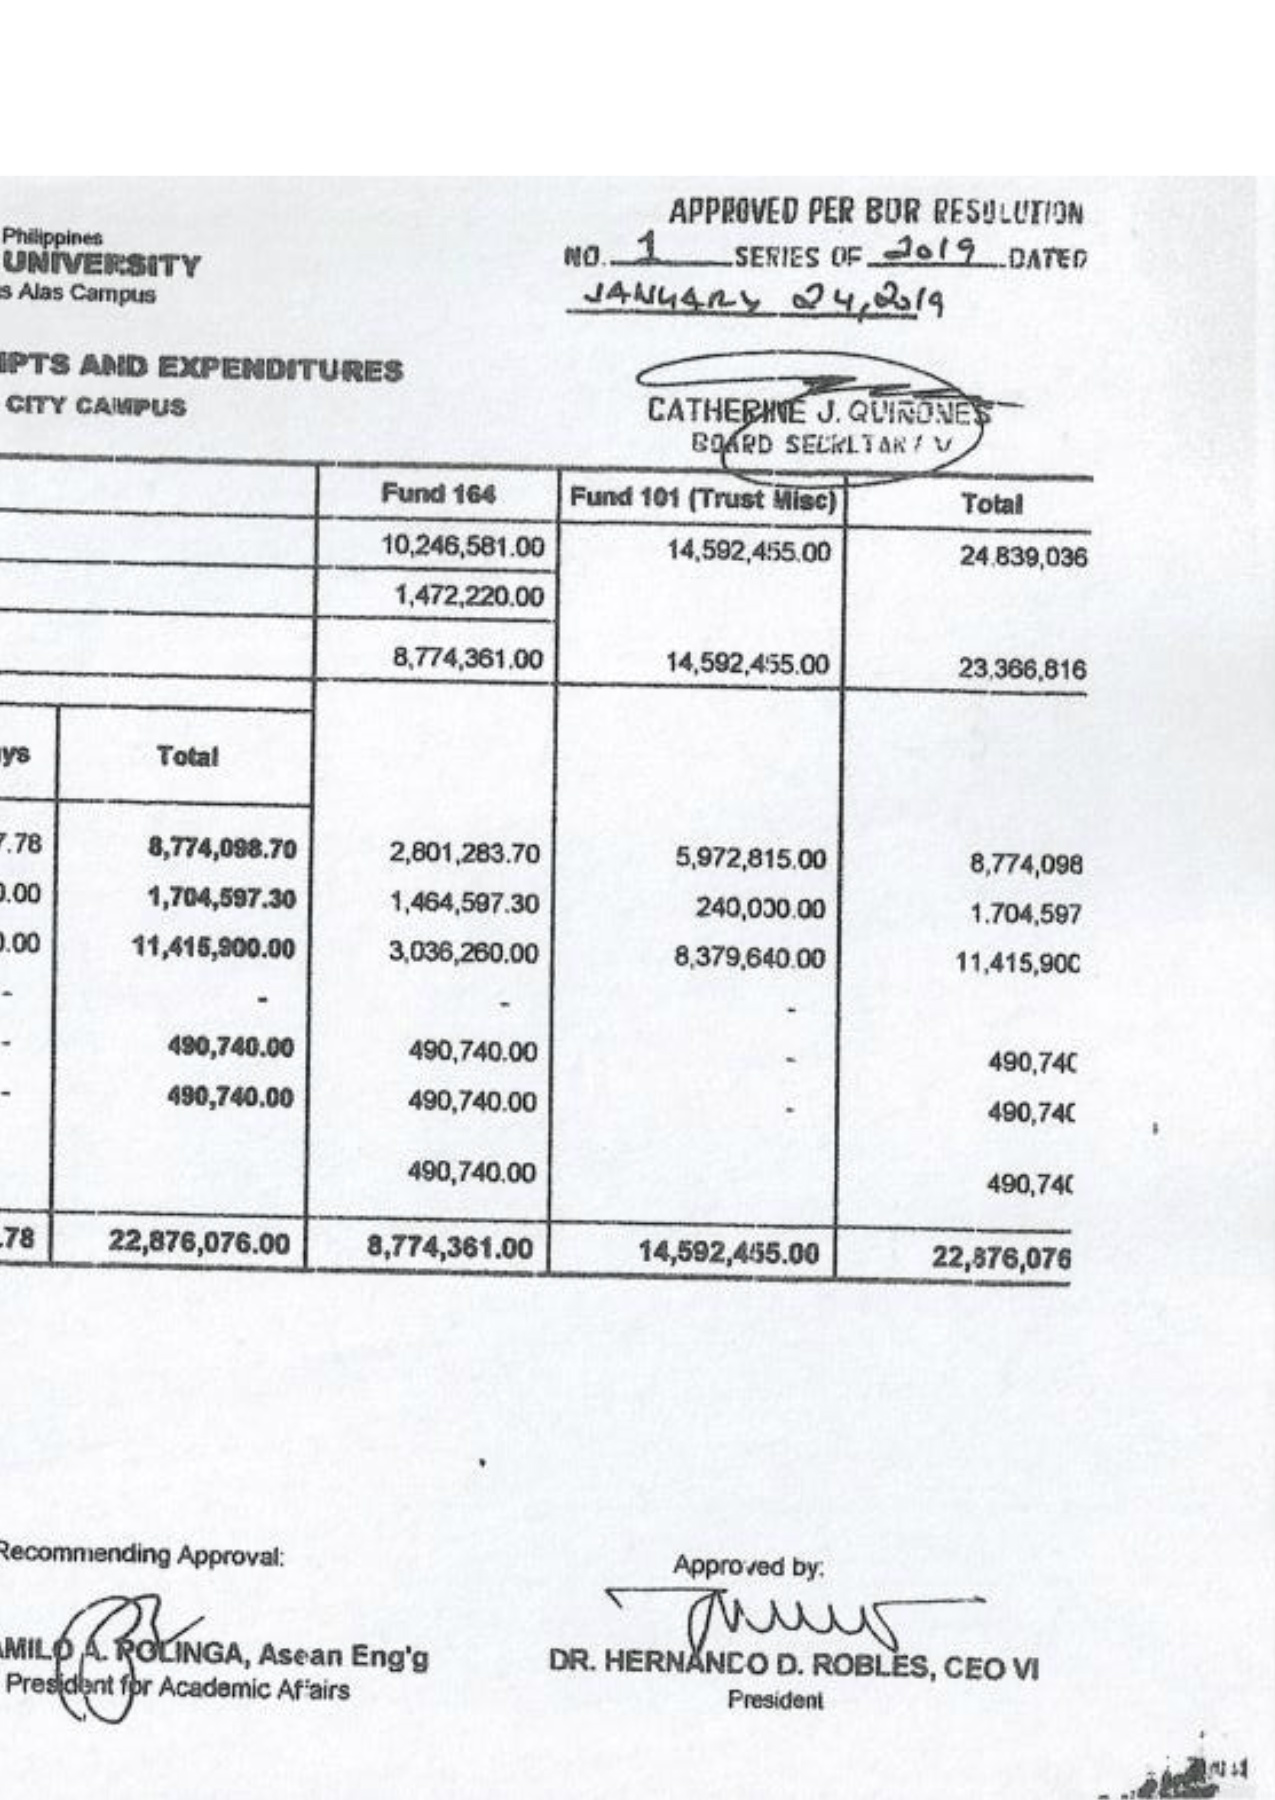 APPROVED PER BOR RESOLUTION
Philippines
NO. 1 SERIES OF 2019 DATED
UNIVERSITY
s Alas Campus
JANUARY 24, 2019
IPTS AND EXPENDITURES
CITY CAMPUS
CATHERINE J. QUIÑONES
BOARD SECRETARY V
Fund 164 Fund 101 (Trust Misc) Total
10,246,581.00 14,592,455.00 24,839,036
1,472,220.00
8,774,361.00 14,592,455.00 23,366,816
ys Total
7.78 8,774,098.70 2,801,283.70 5,972,815.00 8,774,098
0.00 1,704,597.30 1,464,597.30 240,000.00 1.704,597
0.00 11,415,900.00 3,036,260.00 8,379,640.00 11,415,900
- - - -
- 490,740.00 490,740.00 - 490,740
- 490,740.00 490,740.00 - 490,740
490,740.00 490,740
.78 22,876,076.00 8,774,361.00 14,592,455.00 22,876,076
Recommending Approval:
Approved by:
AMILO A. POLINGA, Asean Eng'g
DR. HERNANDO D. ROBLES, CEO VI
President for Academic Affairs
President